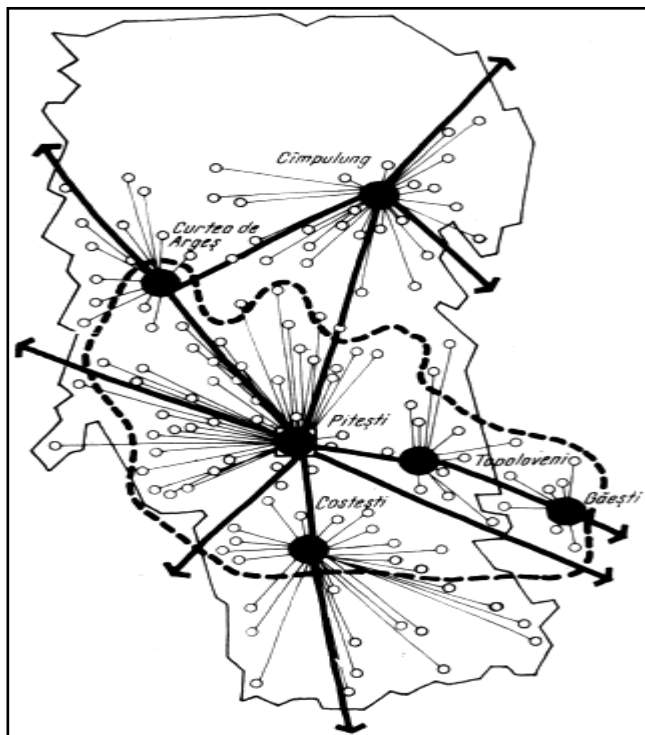 Cîmpulung
Curtea de
Argeş
Piteşti
Topoloveni
Găeşti
Costeşti